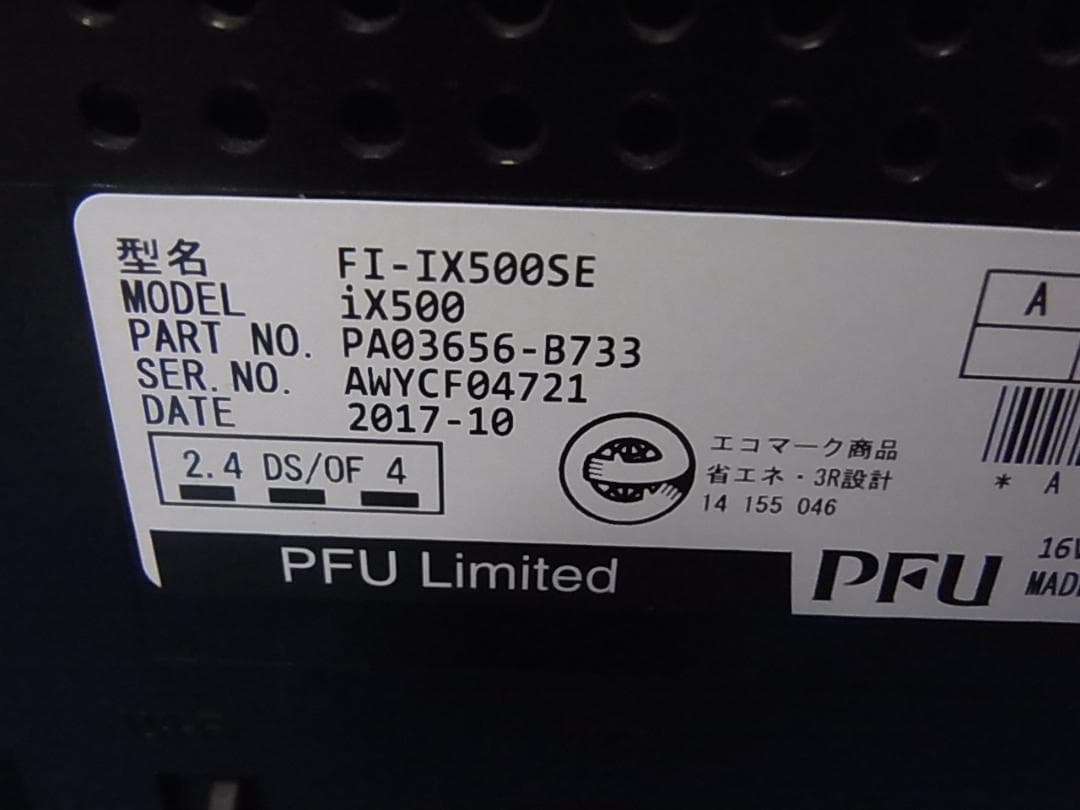 型名 FI-IX500SE
MODEL iX500
PART NO. PA03656-B733
SER. NO. AWYCF04721
DATE 2017-10
2.4 DS/OF 4
エコマーク商品
省エネ・3R設計
14 155 046
A
* A
PFU Limited
PFU
16